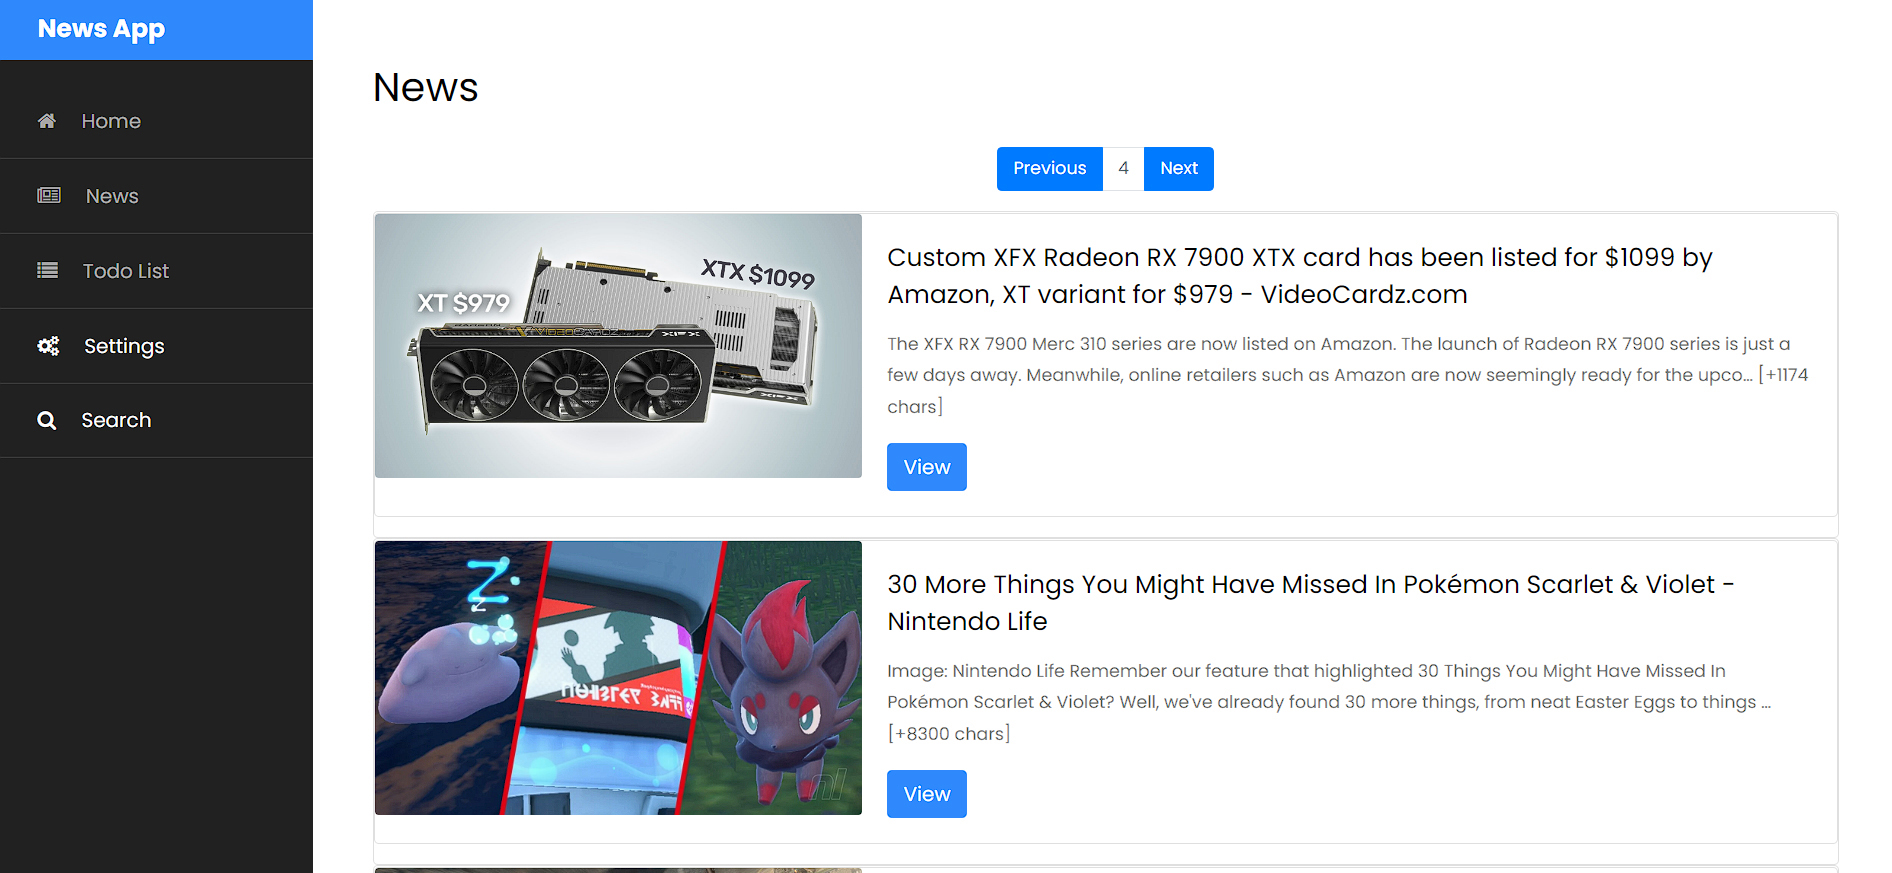 News App
Home
News
Todo List
Settings
Search
News
Previous 4 Next
XT $979
XTX $1099
VIDEOCARDZ
XFX
XFX
Custom XFX Radeon RX 7900 XTX card has been listed for $1099 by
Amazon, XT variant for $979 - VideoCardz.com
The XFX RX 7900 Merc 310 series are now listed on Amazon. The launch of Radeon RX 7900 series is just a
few days away. Meanwhile, online retailers such as Amazon are now seemingly ready for the upco… [+1174
chars]
View
30 More Things You Might Have Missed In Pokémon Scarlet & Violet -
Nintendo Life
Image: Nintendo Life Remember our feature that highlighted 30 Things You Might Have Missed In
Pokémon Scarlet & Violet? Well, we've already found 30 more things, from neat Easter Eggs to things …
[+8300 chars]
View
nl